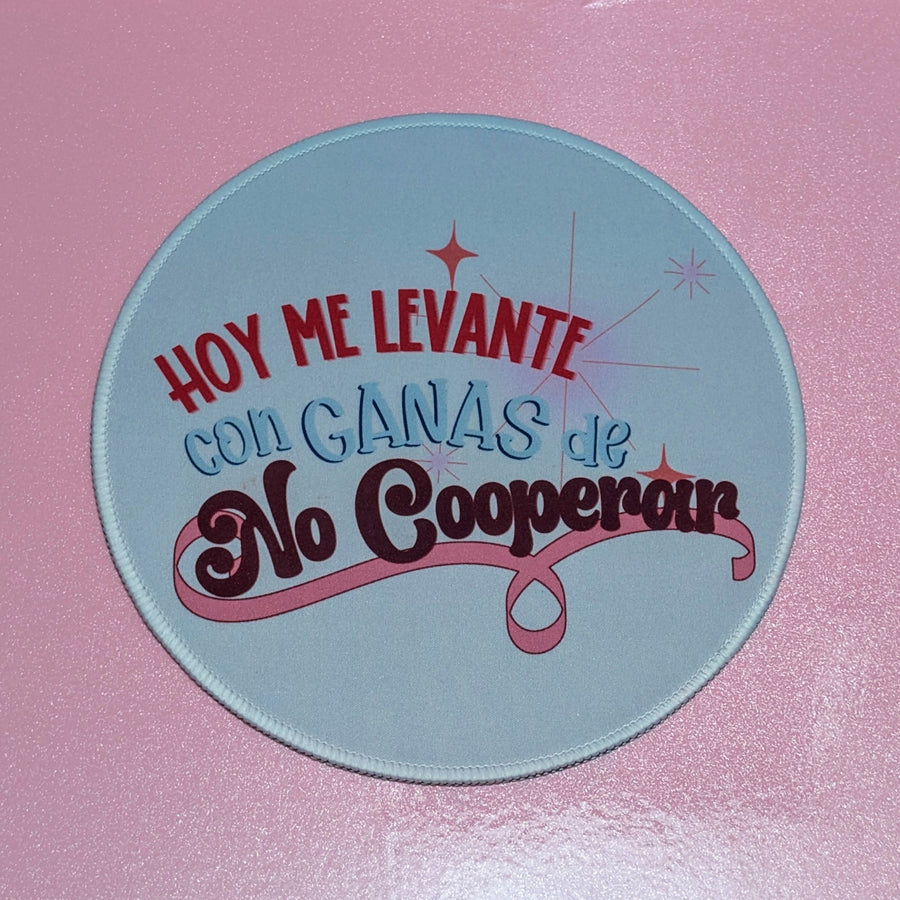 HOY ME LEVANTE
con GANAS de
No Cooperar